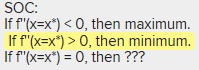 SOC:
If f"(x=x*) < 0, then maximum.
If f"(x=x*) > 0, then minimum.
If f"(x=x*) = 0, then ???